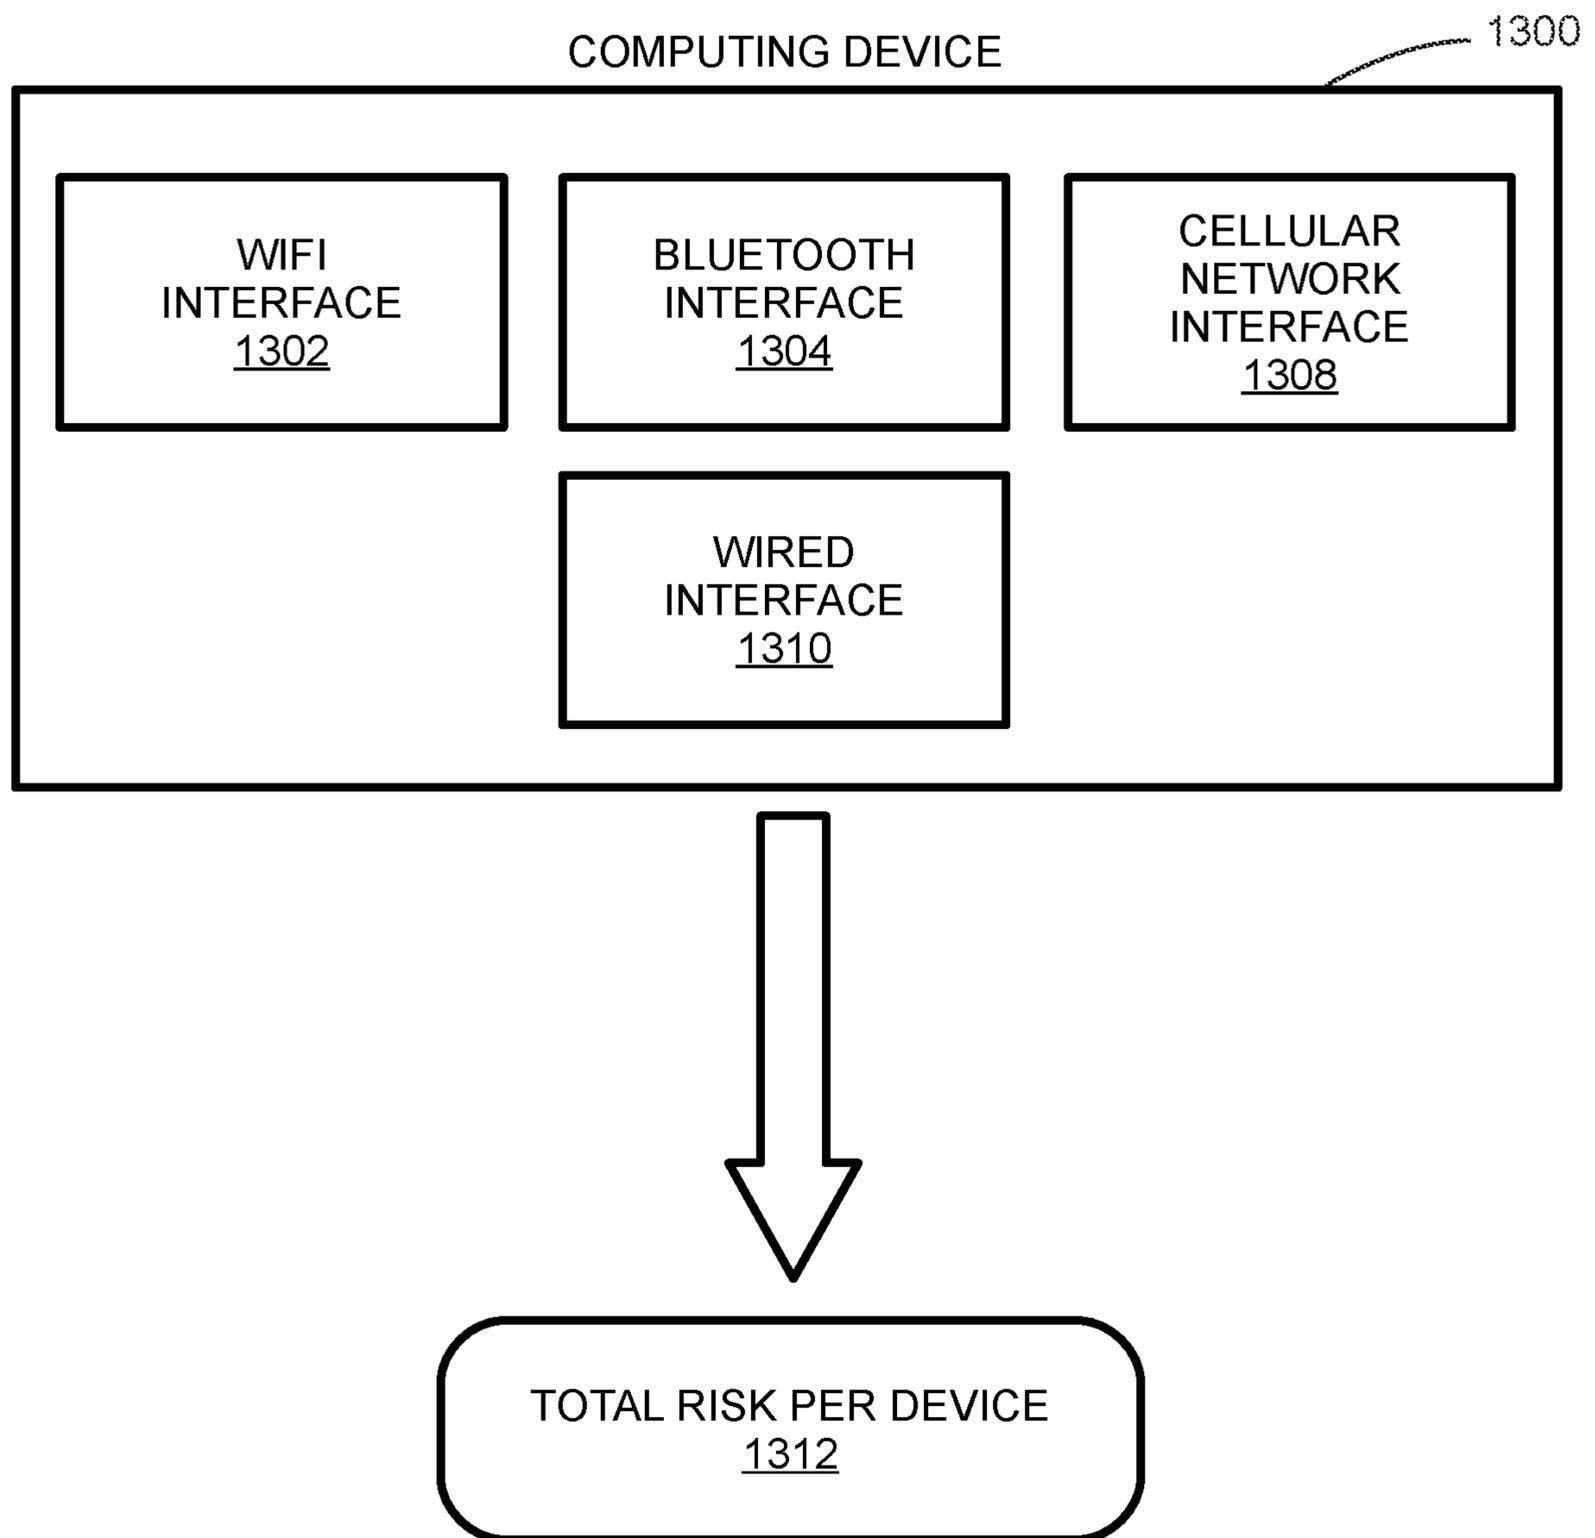 1300
COMPUTING DEVICE
WIFI
INTERFACE
1302
BLUETOOTH
INTERFACE
1304
CELLULAR
NETWORK
INTERFACE
1308
WIRED
INTERFACE
1310
TOTAL RISK PER DEVICE
1312